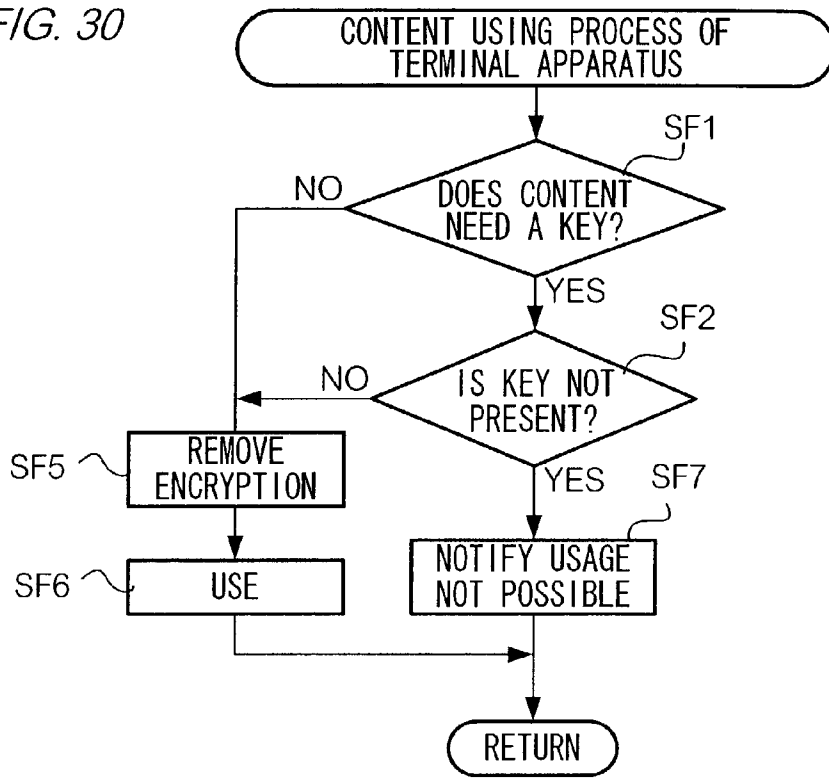 FIG. 30
CONTENT USING PROCESS OF
TERMINAL APPARATUS
SF1
NO
DOES CONTENT
NEED A KEY?
YES
SF2
NO
IS KEY NOT
PRESENT?
SF5
REMOVE
ENCRYPTION
YES
SF7
SF6
USE
NOTIFY USAGE
NOT POSSIBLE
RETURN